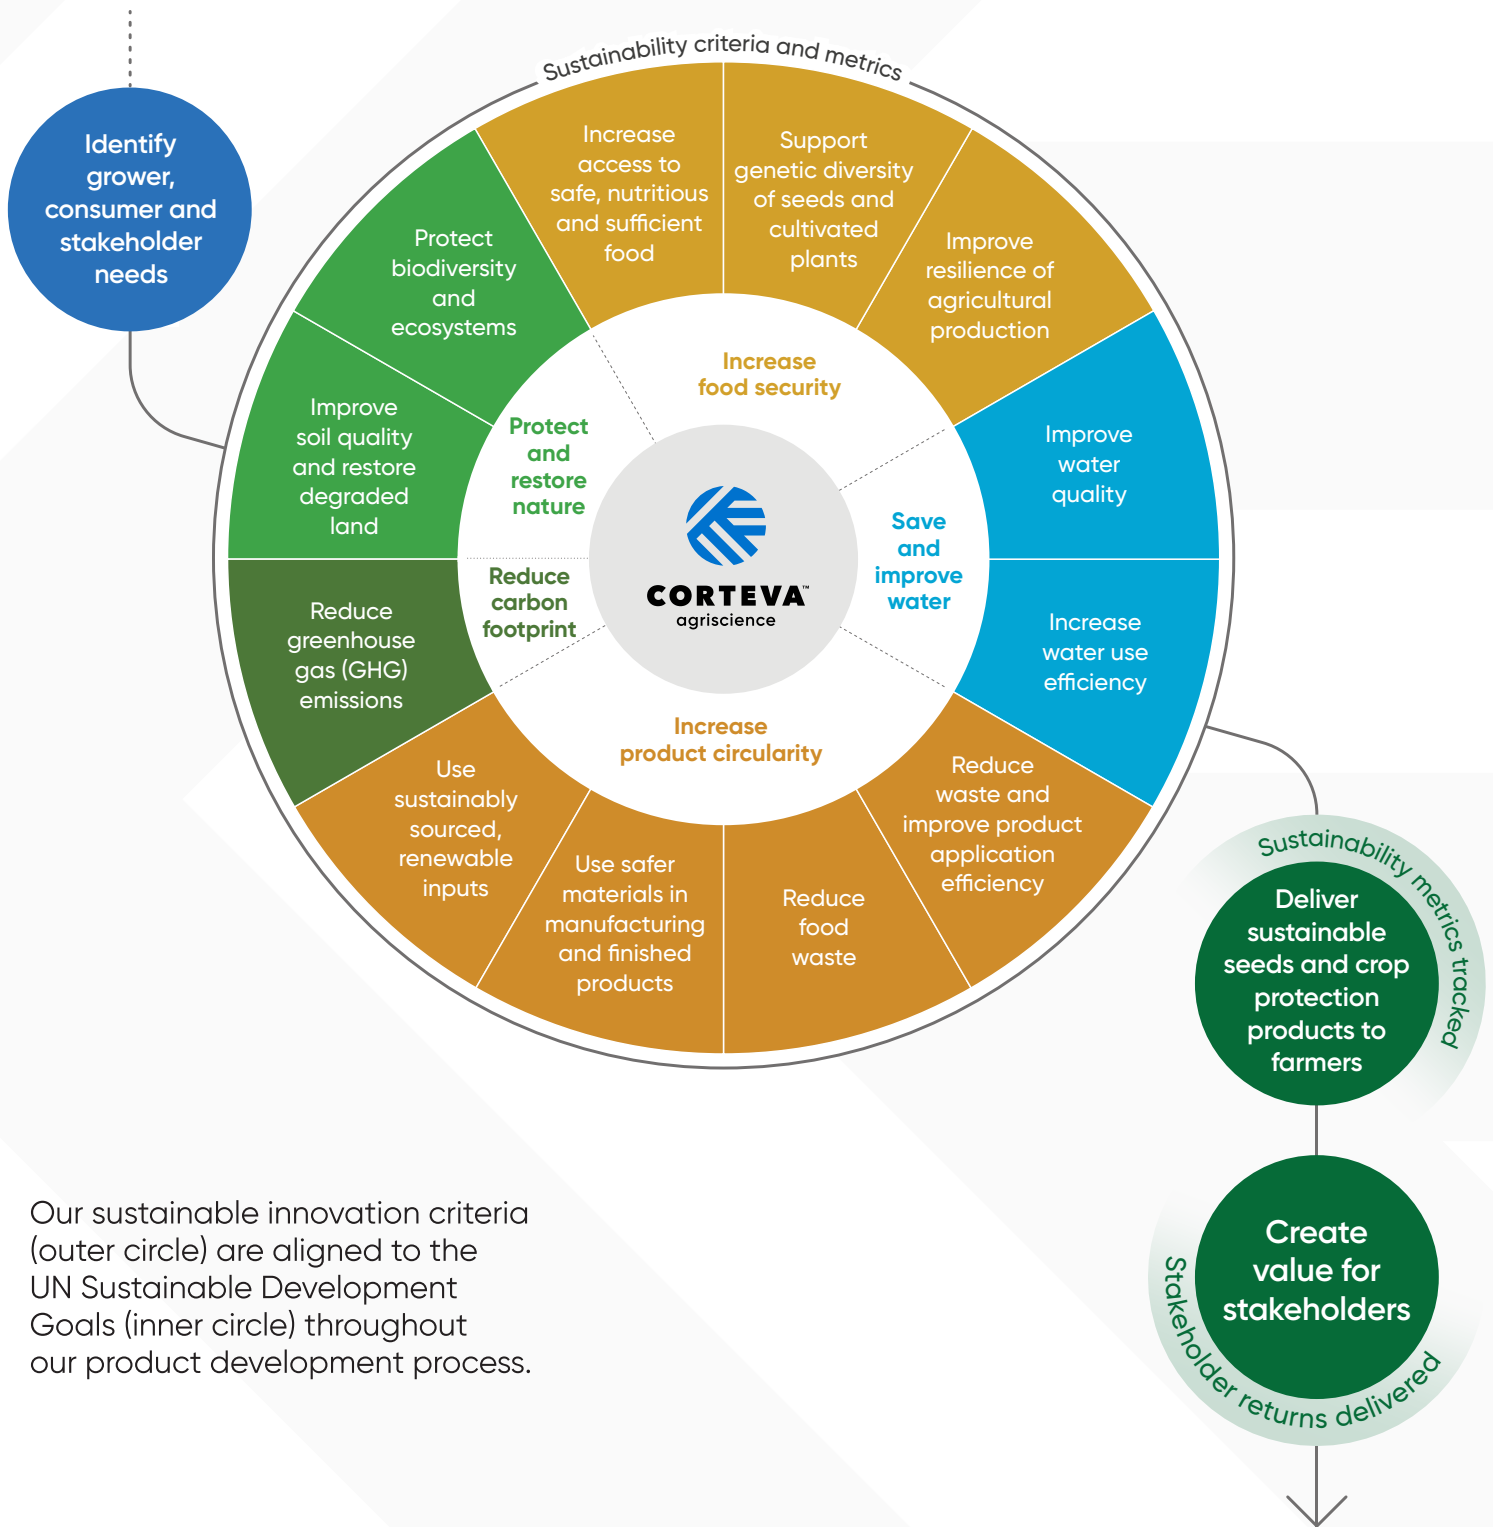 Sustainability criteria and metrics
Identify
grower,
consumer and
stakeholder
needs
Increase
access to
safe, nutritious
and sufficient
food
Support
genetic diversity
of seeds and
cultivated
plants
Improve
resilience of
agricultural
production
Improve
water
quality
Increase
water use
efficiency
Reduce
waste and
improve product
application
efficiency
Reduce
food
waste
Use safer
materials in
manufacturing
and finished
products
Use
sustainably
sourced,
renewable
inputs
Reduce
greenhouse
gas (GHG)
emissions
Improve
soil quality
and restore
degraded
land
Protect
biodiversity
and
ecosystems
Increase
food security
Save
and
improve
water
Increase
product circularity
Reduce
carbon
footprint
Protect
and
restore
nature
CORTEVA™
agriscience
Sustainability metrics tracked
Deliver
sustainable
seeds and crop
protection
products to
farmers
Create
value for
stakeholders
Stakeholder returns delivered
Our sustainable innovation criteria
(outer circle) are aligned to the
UN Sustainable Development
Goals (inner circle) throughout
our product development process.